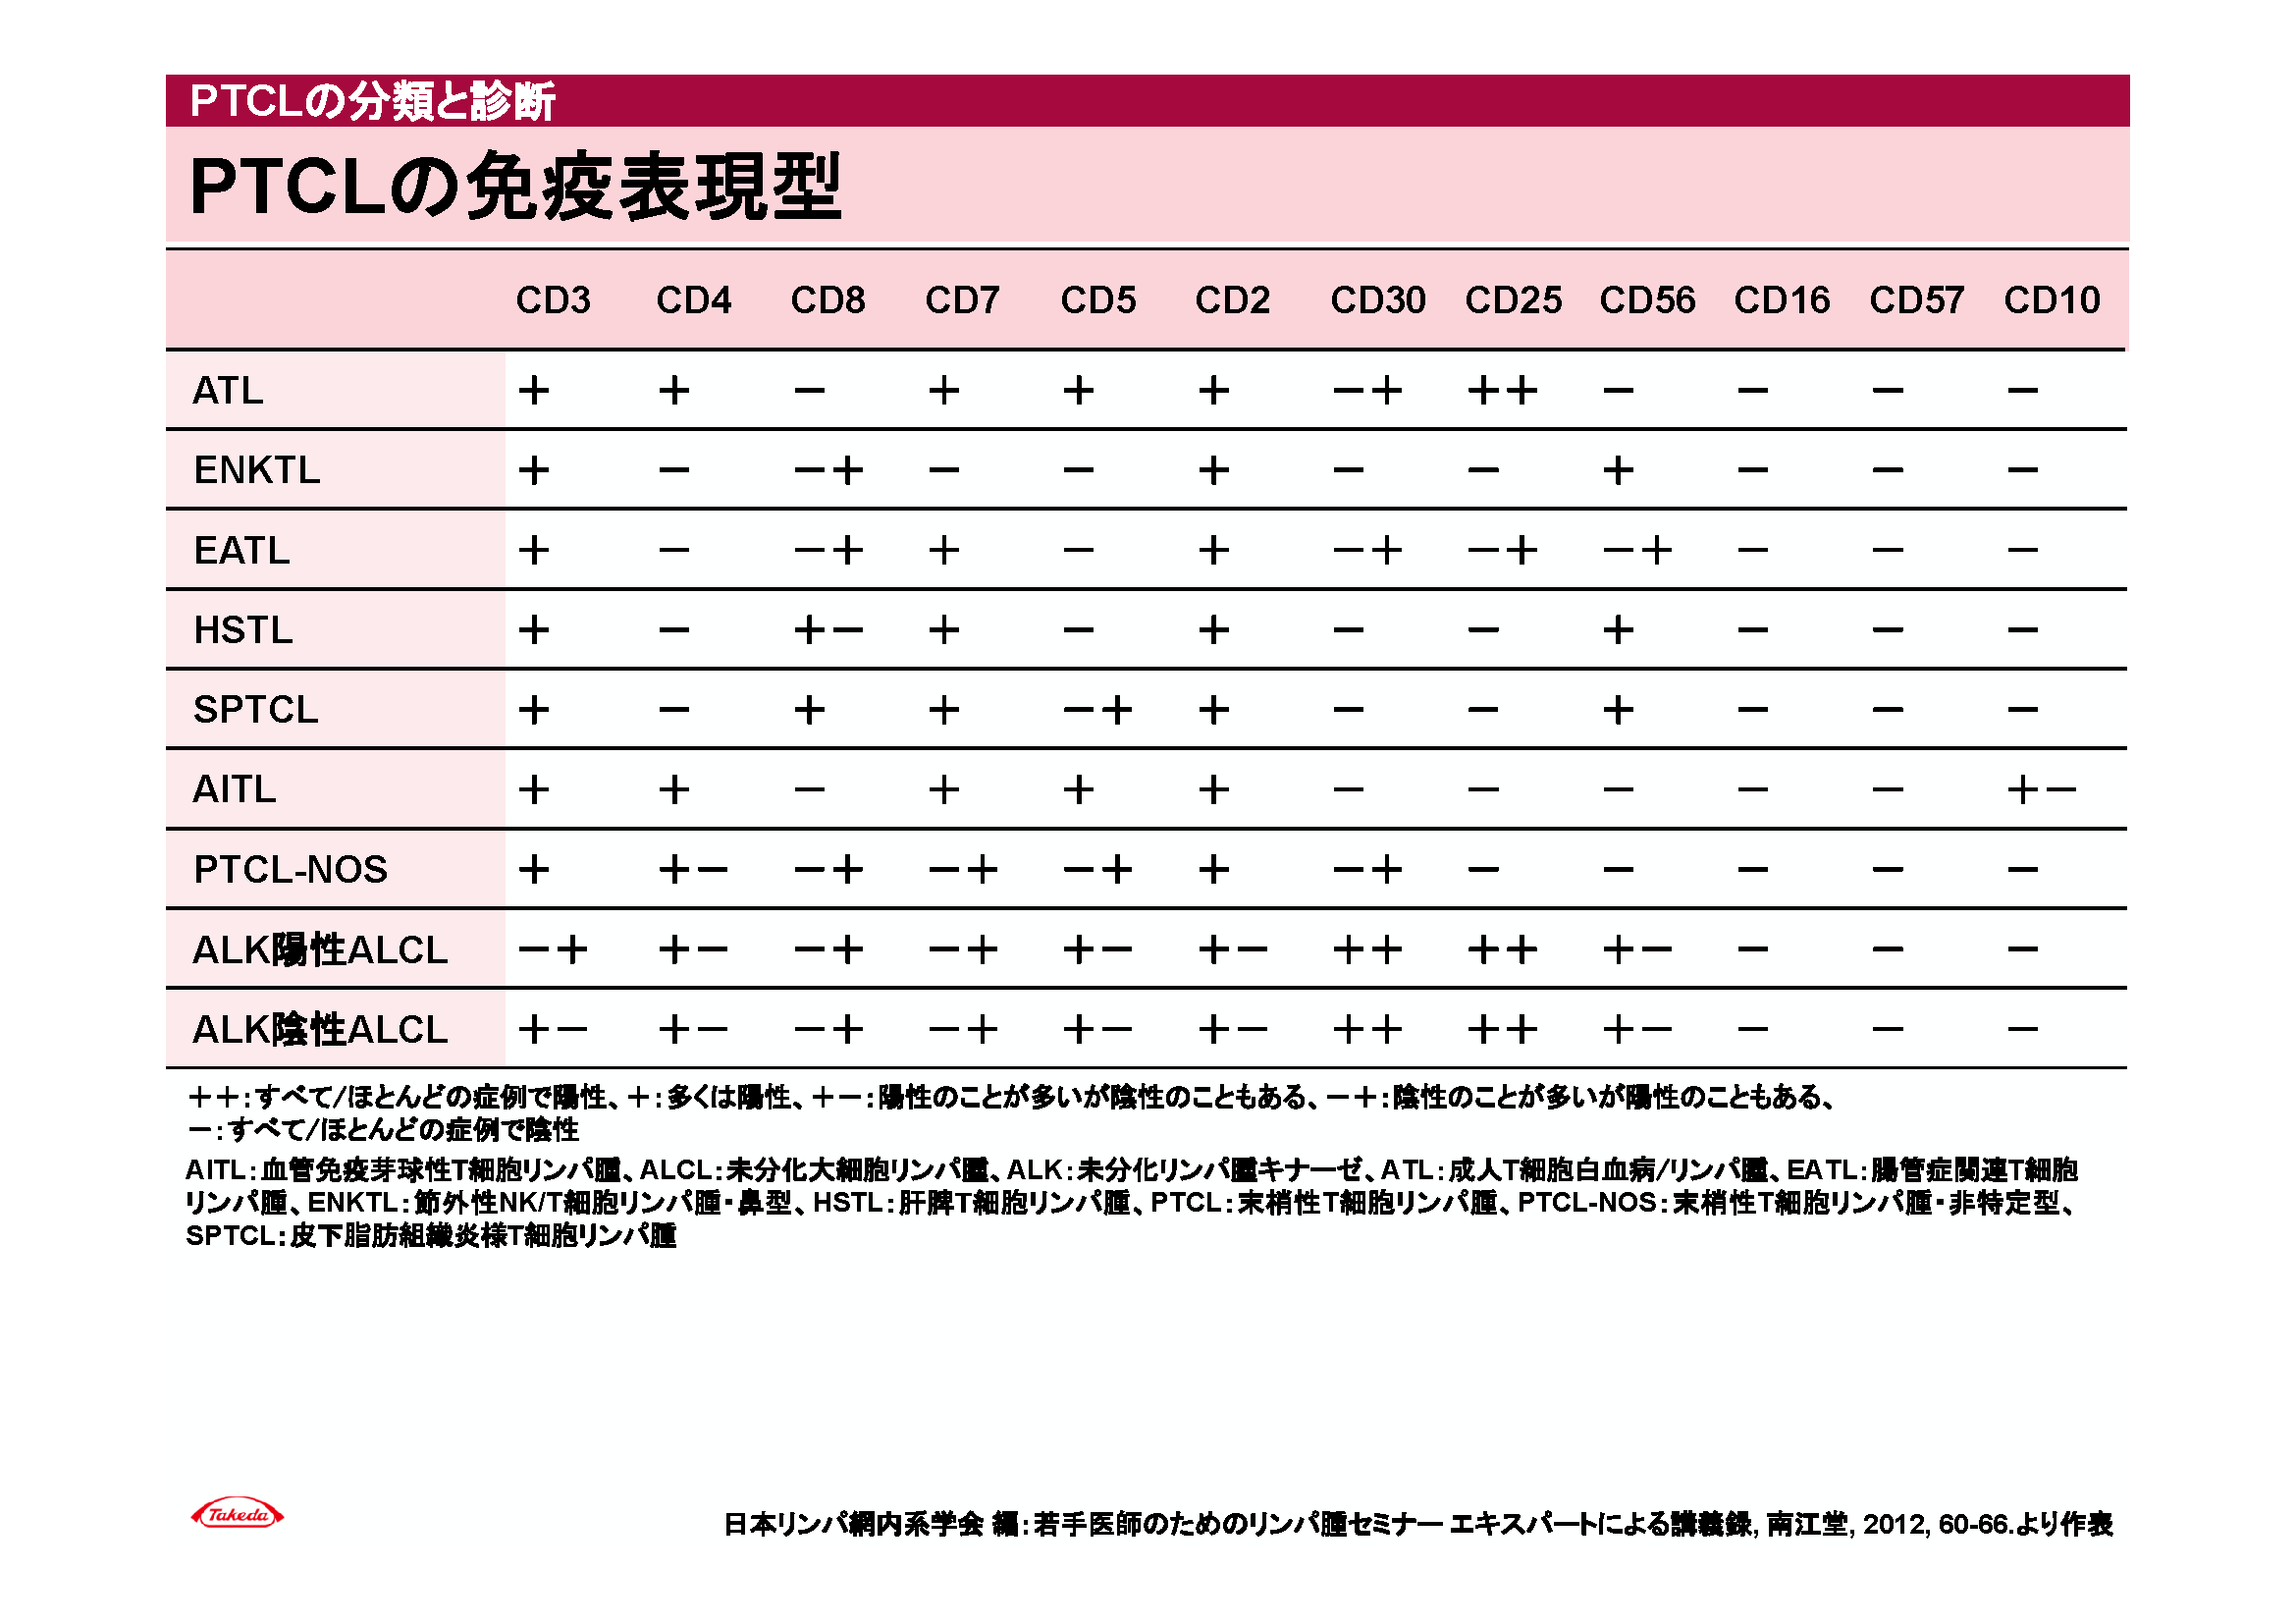 PTCLの分類と診断
PTCLの免疫表現型
CD3 CD4 CD8 CD7 CD5 CD2 CD30 CD25 CD56 CD16 CD57 CD10
ATL ＋ ＋ － ＋ ＋ ＋ －＋ ＋＋ － － － －
ENKTL ＋ － －＋ － － ＋ － － ＋ － － －
EATL ＋ － －＋ ＋ － ＋ －＋ －＋ －＋ － － －
HSTL ＋ － ＋－ ＋ － ＋ － － ＋ － － －
SPTCL ＋ － ＋ ＋ －＋ ＋ － － ＋ － － －
AITL ＋ ＋ － ＋ ＋ ＋ － － － － － ＋－
PTCL-NOS ＋ ＋－ －＋ －＋ －＋ ＋ －＋ － － － － －
ALK陽性ALCL －＋ ＋－ －＋ －＋ ＋－ ＋－ ＋＋ ＋＋ ＋－ － － －
ALK陰性ALCL ＋－ ＋－ －＋ －＋ ＋－ ＋－ ＋＋ ＋＋ ＋－ － － －
＋＋：すべて/ほとんどの症例で陽性、＋：多くは陽性、＋－：陽性のことが多いが陰性のこともある、－＋：陰性のことが多いが陽性のこともある、
－：すべて/ほとんどの症例で陰性
AITL：血管免疫芽球性T細胞リンパ腫、ALCL：未分化大細胞リンパ腫、ALK：未分化リンパ腫キナーゼ、ATL：成人T細胞白血病/リンパ腫、EATL：腸管症関連T細胞
リンパ腫、ENKTL：節外性NK/T細胞リンパ腫・鼻型、HSTL：肝脾T細胞リンパ腫、PTCL：末梢性T細胞リンパ腫、PTCL-NOS：末梢性T細胞リンパ腫・非特定型、
SPTCL：皮下脂肪組織炎様T細胞リンパ腫
Takeda
日本リンパ網内系学会 編：若手医師のためのリンパ腫セミナー エキスパートによる講義録, 南江堂, 2012, 60-66.より作表